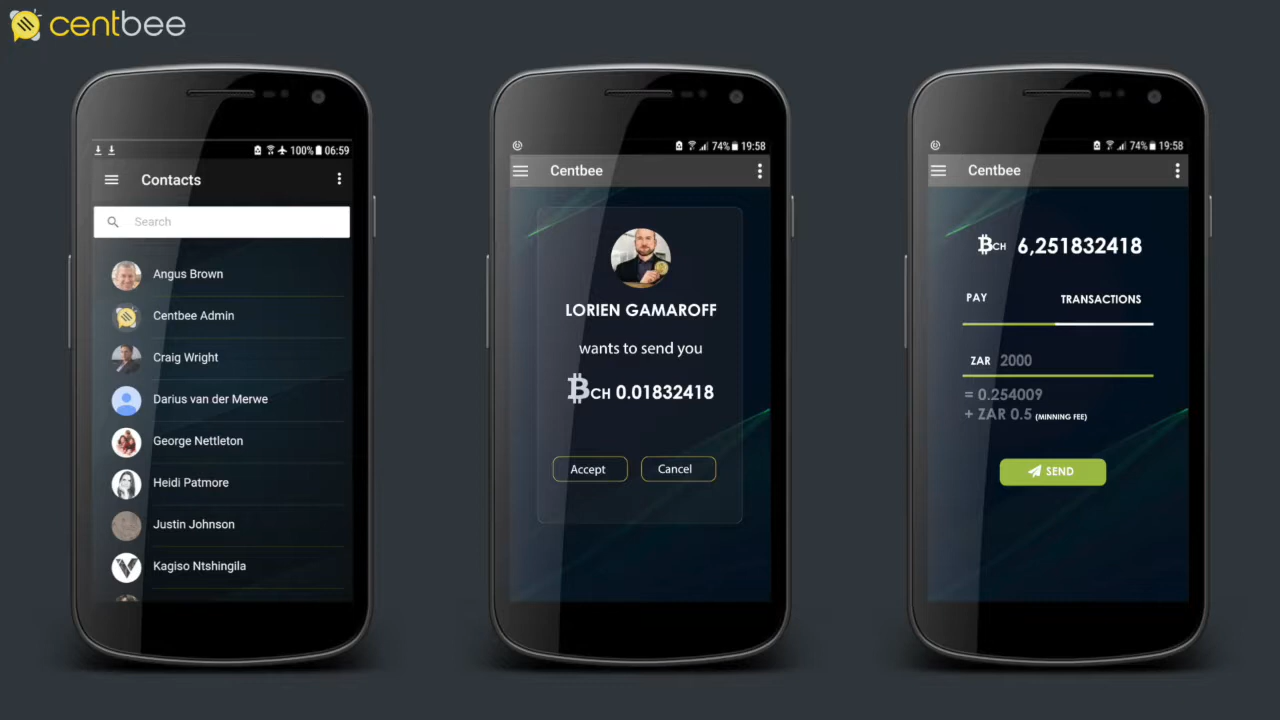 centbee
100% 06:59
Contacts
Search
Angus Brown
Centbee Admin
Craig Wright
Darius van der Merwe
George Nettleton
Heidi Patmore
Justin Johnson
Kagiso Ntshingila
74% 19:58
Centbee
LORIEN GAMAROFF
wants to send you
₿CH 0.01832418
Accept Cancel
74% 19:58
Centbee
₿CH 6,251832418
PAY TRANSACTIONS
ZAR 2000
= 0.254009
+ ZAR 0.5 (MINNING FEE)
SEND